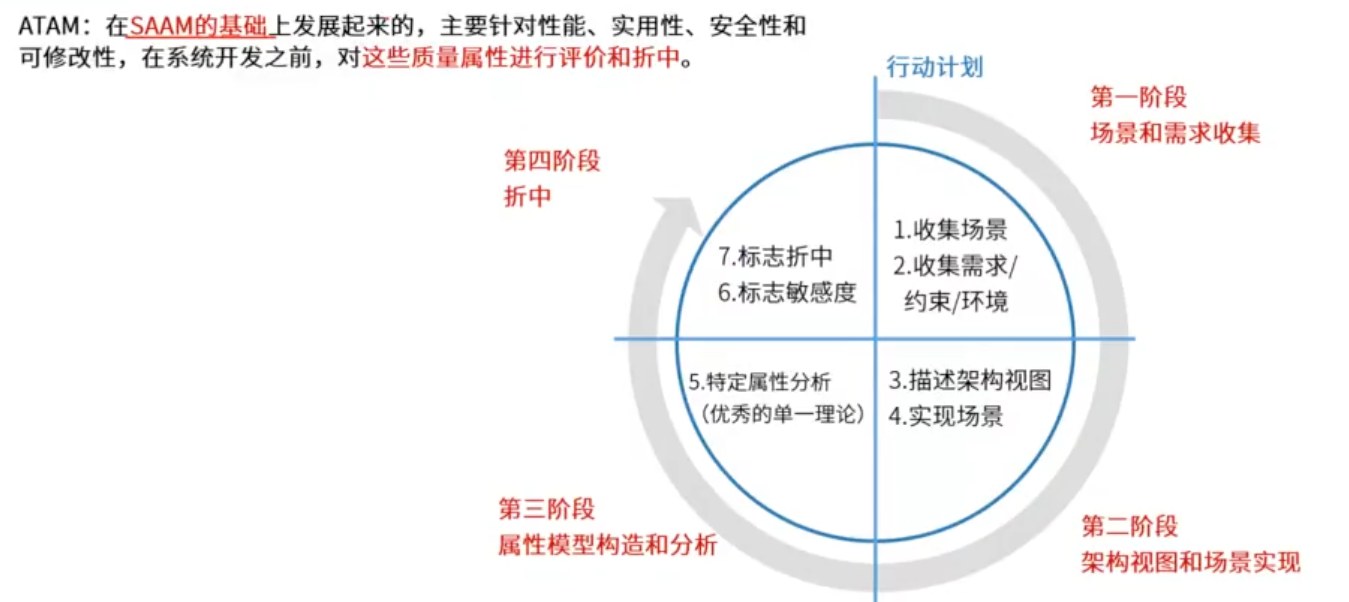 ATAM：在SAAM的基础上发展起来的，主要针对性能、实用性、安全性和
可修改性，在系统开发之前，对这些质量属性进行评价和折中。
行动计划
第一阶段
场景和需求收集
第四阶段
折中
1.收集场景
2.收集需求/
约束/环境
7.标志折中
6.标志敏感度
5.特定属性分析
（优秀的单一理论）
3.描述架构视图
4.实现场景
第三阶段
属性模型构造和分析
第二阶段
架构视图和场景实现